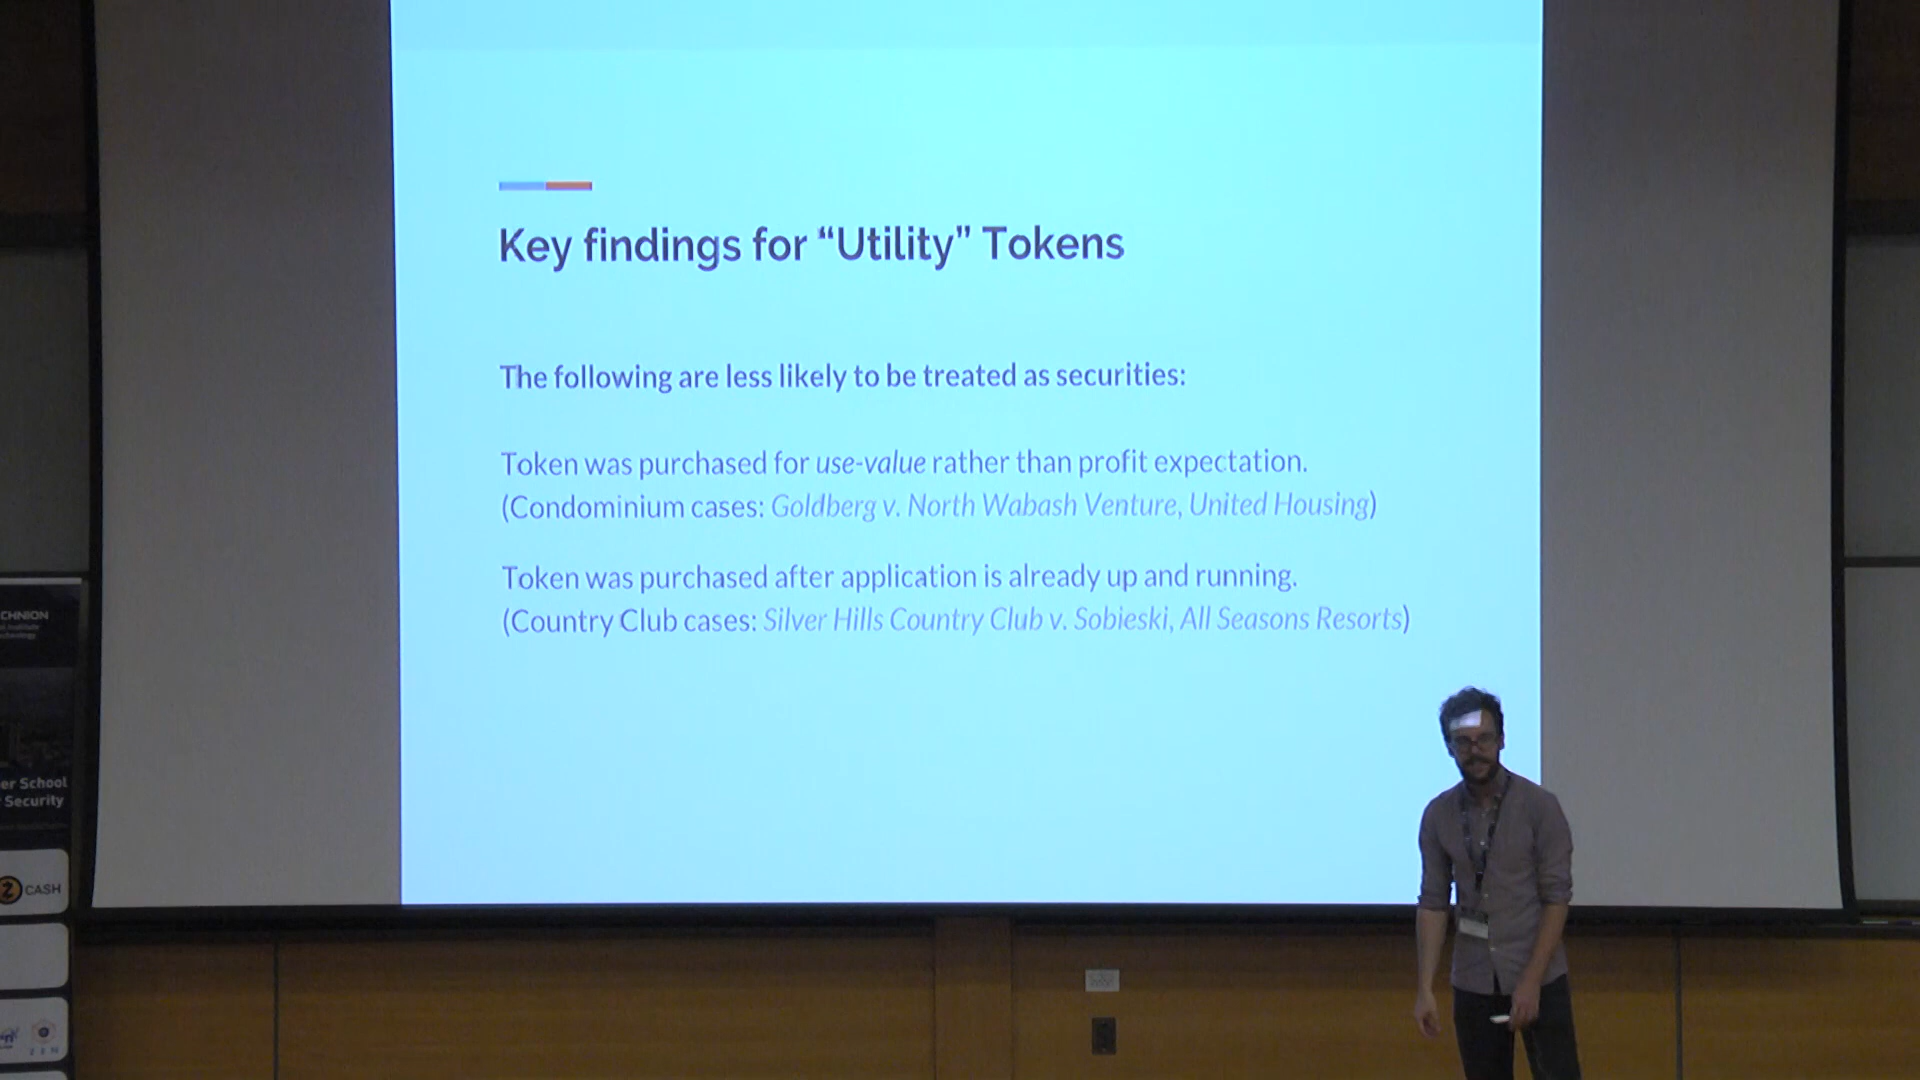 Key findings for “Utility” Tokens
The following are less likely to be treated as securities:
Token was purchased for use-value rather than profit expectation.
(Condominium cases: Goldberg v. North Wabash Venture, United Housing)
Token was purchased after application is already up and running.
(Country Club cases: Silver Hills Country Club v. Sobieski, All Seasons Resorts)
CHNION
er School
Security
CASH
ZEN